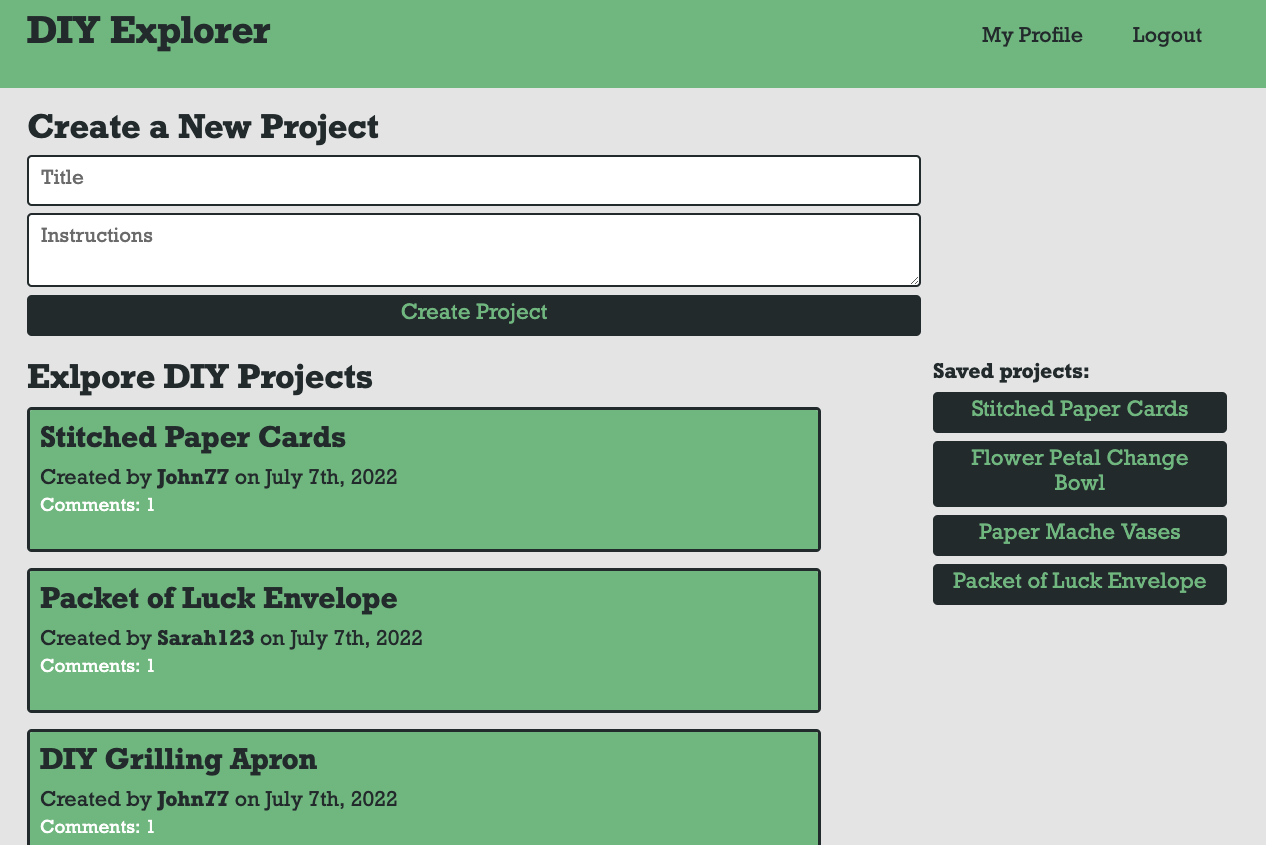 DIY Explorer
My Profile
Logout
Create a New Project
Title
Instructions
Create Project
Exlpore DIY Projects
Stitched Paper Cards
Created by John77 on July 7th, 2022
Comments: 1
Packet of Luck Envelope
Created by Sarah123 on July 7th, 2022
Comments: 1
DIY Grilling Apron
Created by John77 on July 7th, 2022
Comments: 1
Saved projects:
Stitched Paper Cards
Flower Petal Change
Bowl
Paper Mache Vases
Packet of Luck Envelope